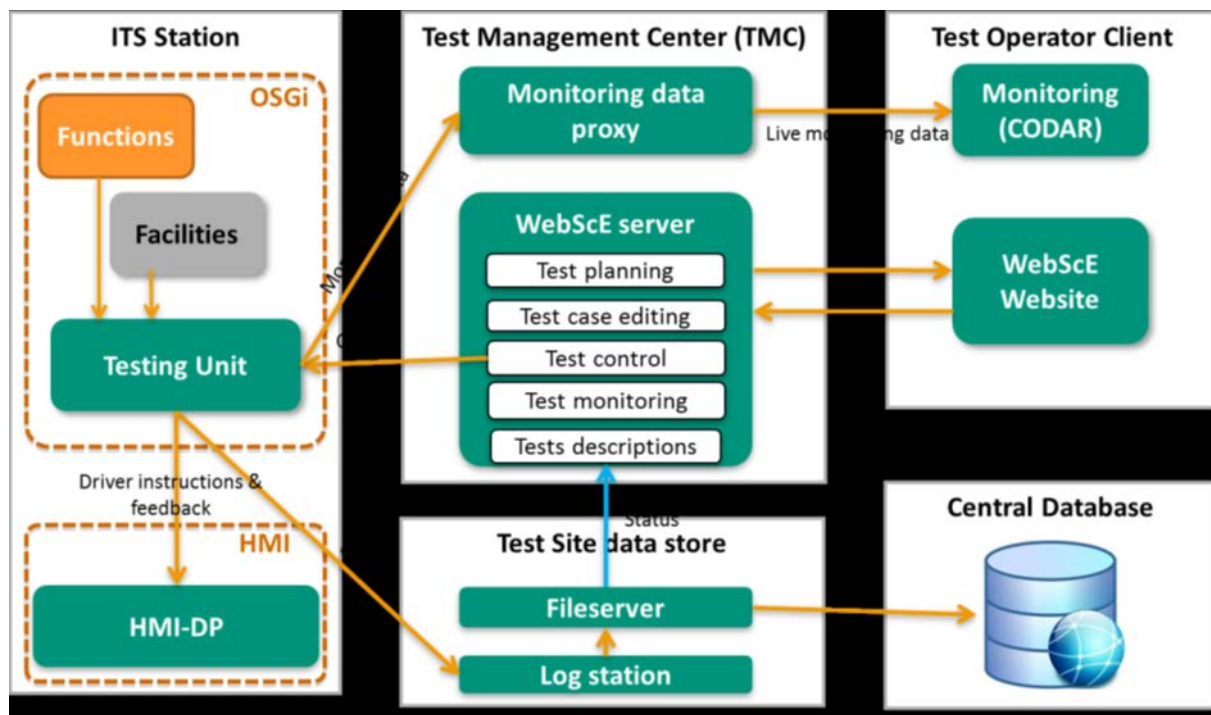 ITS Station
OSGi
Functions
Facilities
Testing Unit
Driver instructions &
feedback
HMI
HMI-DP
Test Management Center (TMC)
Monitoring data
proxy
WebScE server
Test planning
Test case editing
Test control
Test monitoring
Tests descriptions
Status
Test Site data store
Fileserver
Log station
Live data
Test Operator Client
Monitoring
(CODAR)
WebScE
Website
Central Database